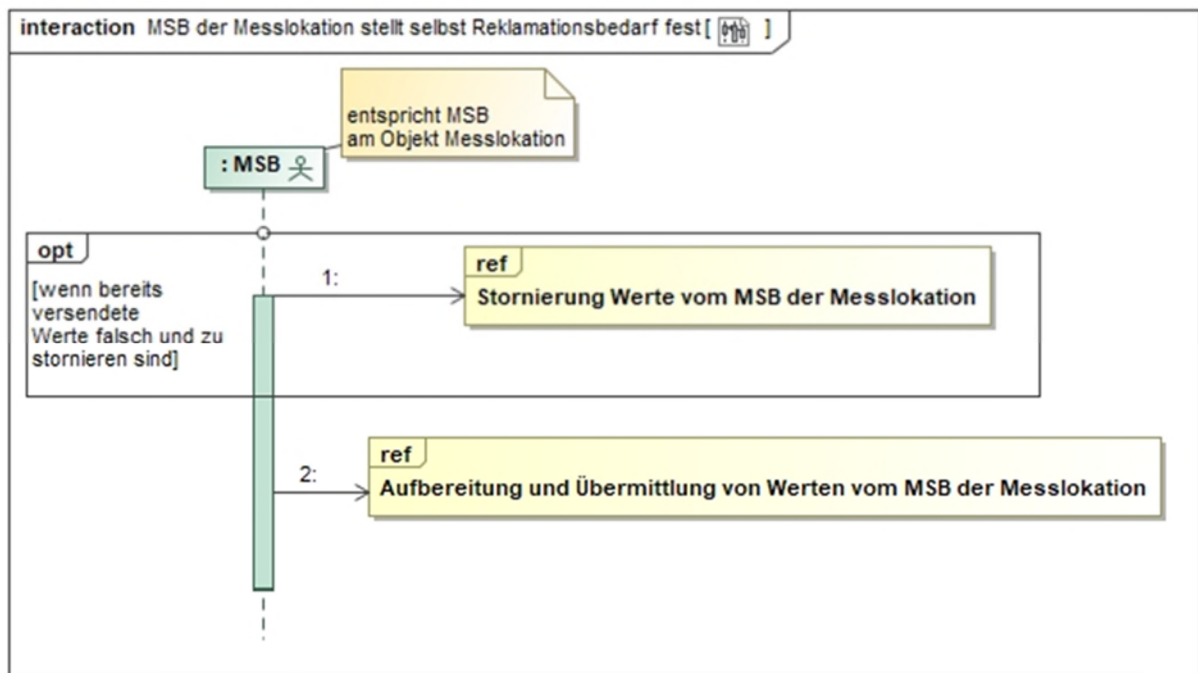 interaction MSB der Messlokation stellt selbst Reklamationsbedarf fest [ ]
entspricht MSB
am Objekt Messlokation
: MSB
opt
[wenn bereits
versendete
Werte falsch und zu
stornieren sind]
1:
ref
Stornierung Werte vom MSB der Messlokation
2:
ref
Aufbereitung und Übermittlung von Werten vom MSB der Messlokation